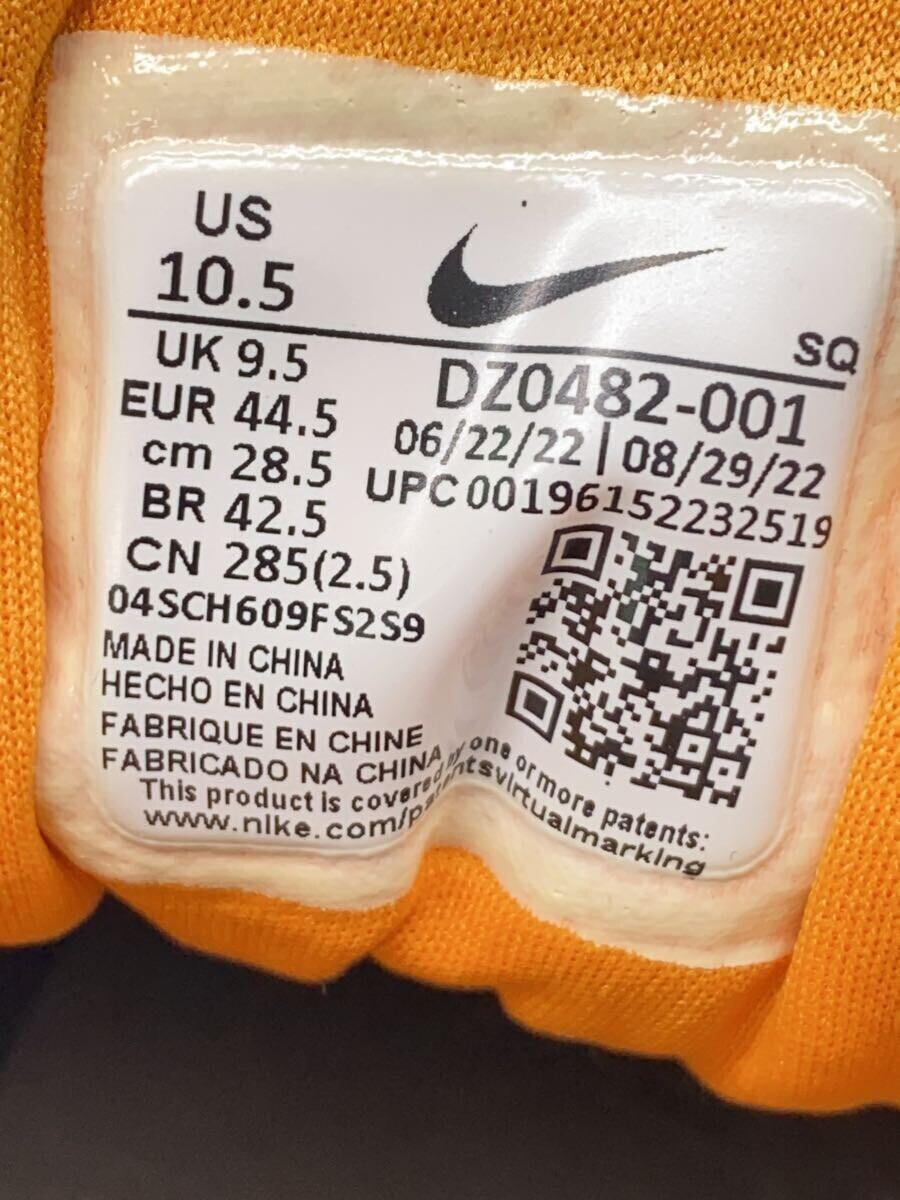 US
10.5
SQ
UK 9.5
DZ0482-001
EUR 44.5
06/22/22 | 08/29/22
cm 28.5
UPC 00196152232519
BR 42.5
CN 285(2.5)
04SCH609FS2S9
MADE IN CHINA
HECHO EN CHINA
FABRIQUE EN CHINE
FABRICADO NA CHINA
This product is covered by one or more patents:
www.nike.com/patentsvirtualmarking